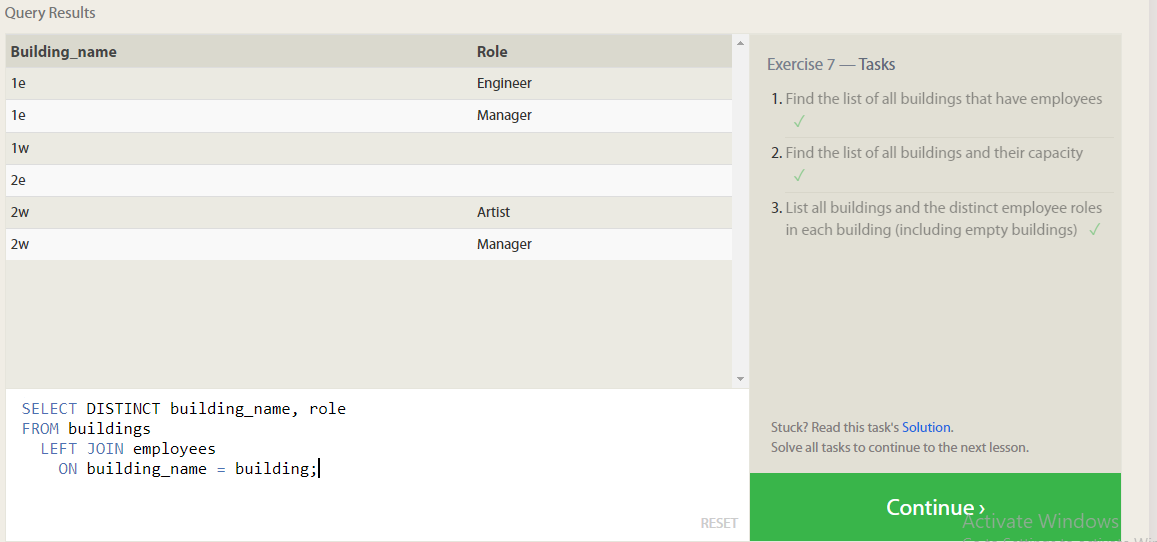 Query Results
Building_name Role
1e Engineer
1e Manager
1w
2e
2w Artist
2w Manager
SELECT DISTINCT building_name, role
FROM buildings
LEFT JOIN employees
ON building_name = building;
RESET
Exercise 7 — Tasks
1. Find the list of all buildings that have employees
✓
2. Find the list of all buildings and their capacity
✓
3. List all buildings and the distinct employee roles
in each building (including empty buildings) ✓
Stuck? Read this task's Solution.
Solve all tasks to continue to the next lesson.
Continue ›
Activate Windows